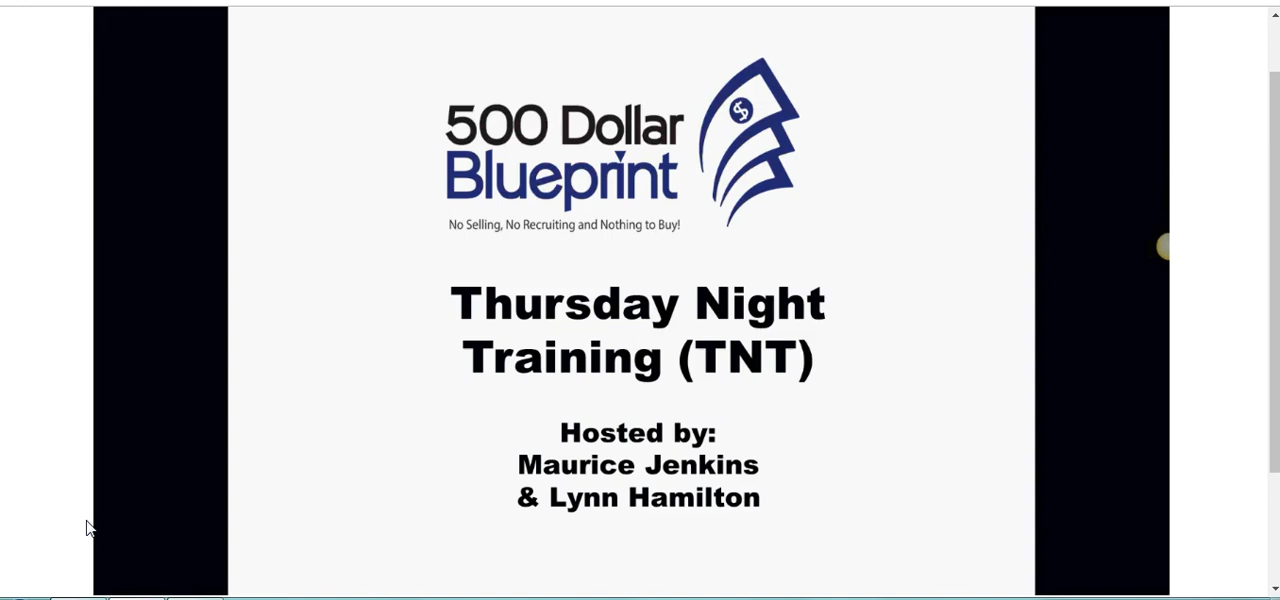 500 Dollar
Blueprint
No Selling, No Recruiting and Nothing to Buy!
Thursday Night
Training (TNT)
Hosted by:
Maurice Jenkins
& Lynn Hamilton